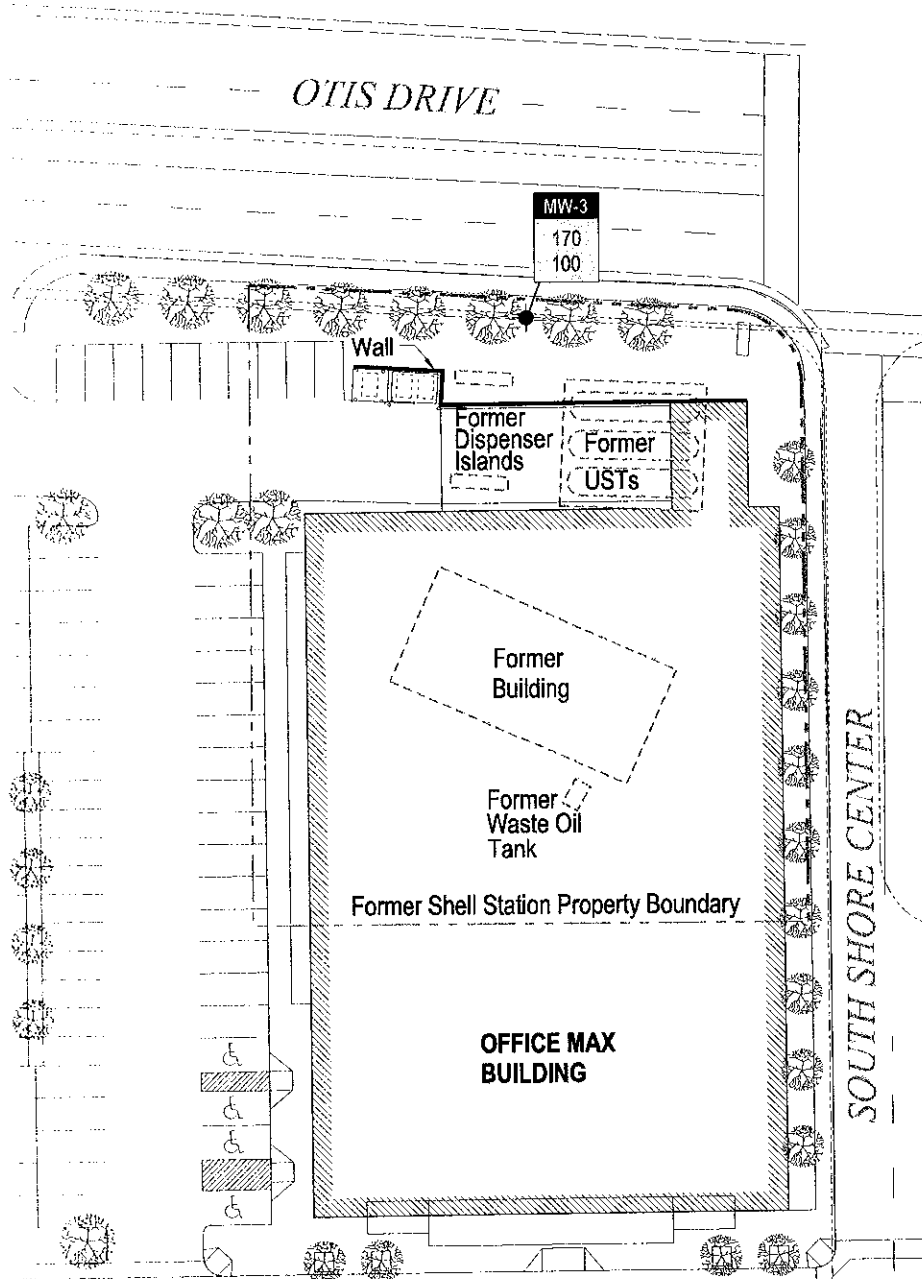 OTIS DRIVE
MW-3
170
100
Wall
Former
Dispenser
Islands
Former
USTs
Former
Building
Former
Waste Oil
Tank
Former Shell Station Property Boundary
OFFICE MAX
BUILDING
SOUTH SHORE CENTER